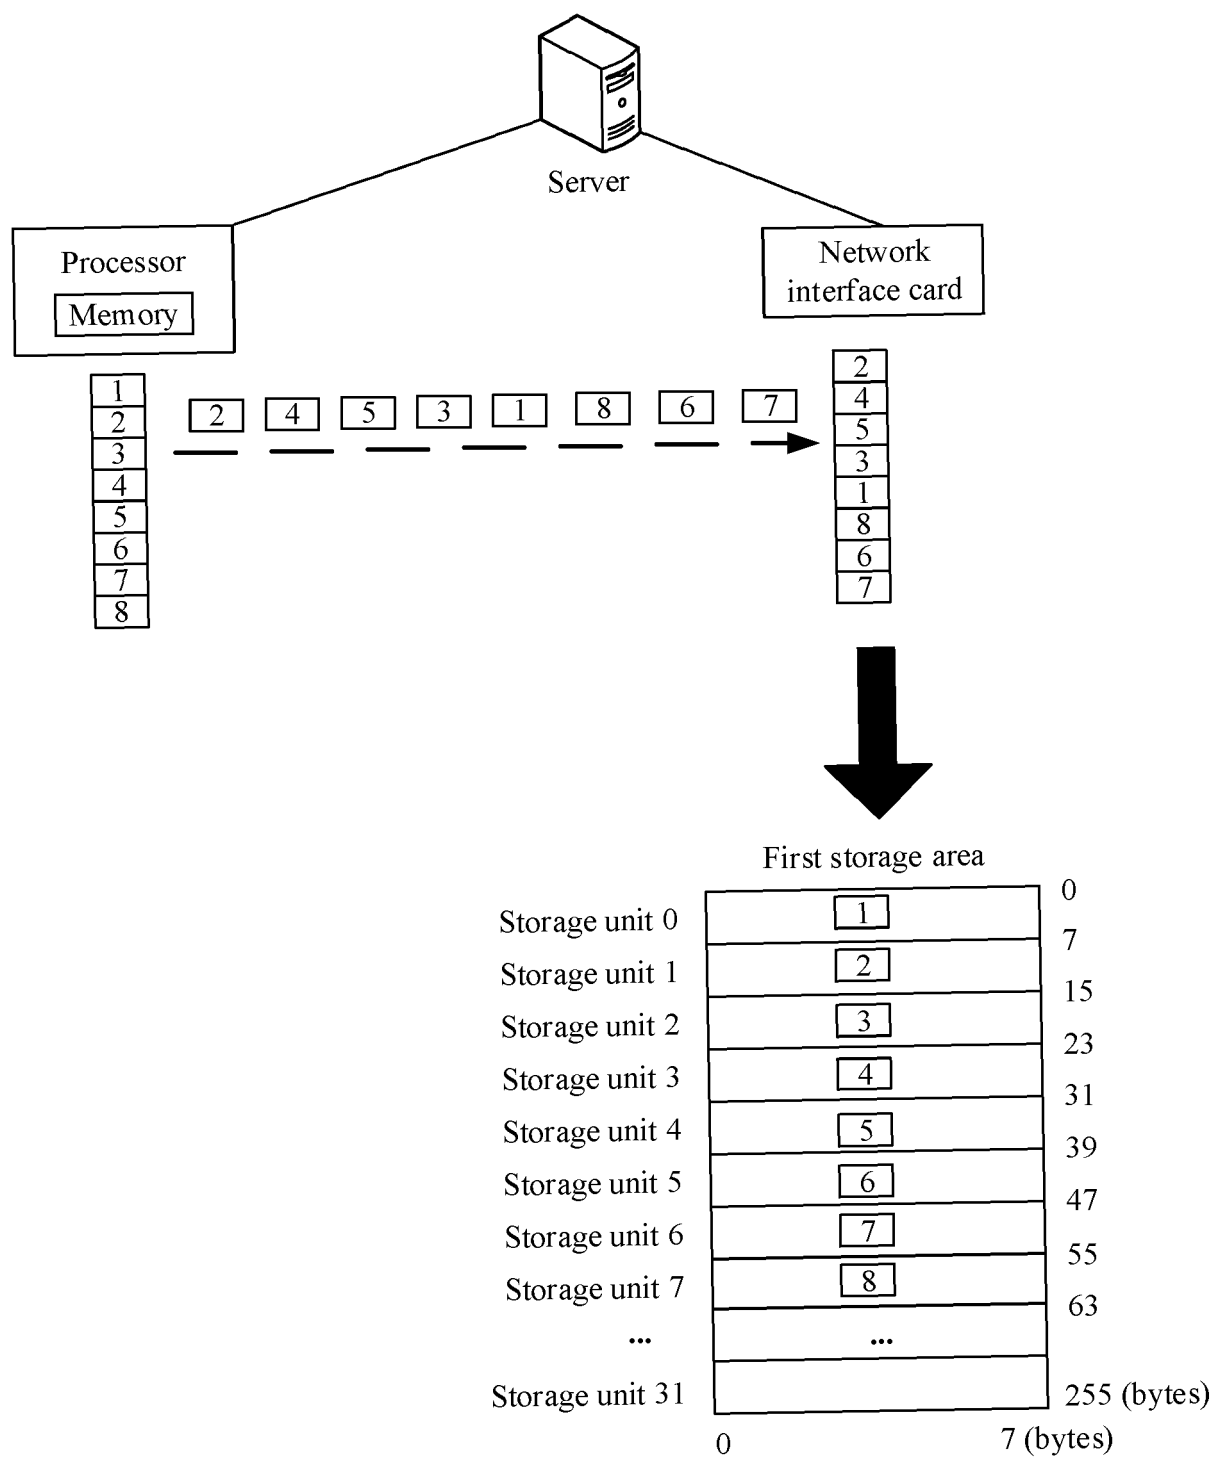 Server
Processor
Memory
Network
interface card
1
2
3
4
5
6
7
8
2 4 5 3 1 8 6 7
2
4
5
3
1
8
6
7
First storage area
0
Storage unit 0 1
7
Storage unit 1 2
15
Storage unit 2 3
23
Storage unit 3 4
31
Storage unit 4 5
39
Storage unit 5 6
47
Storage unit 6 7
55
Storage unit 7 8
63
... ...
Storage unit 31 255 (bytes)
0 7 (bytes)